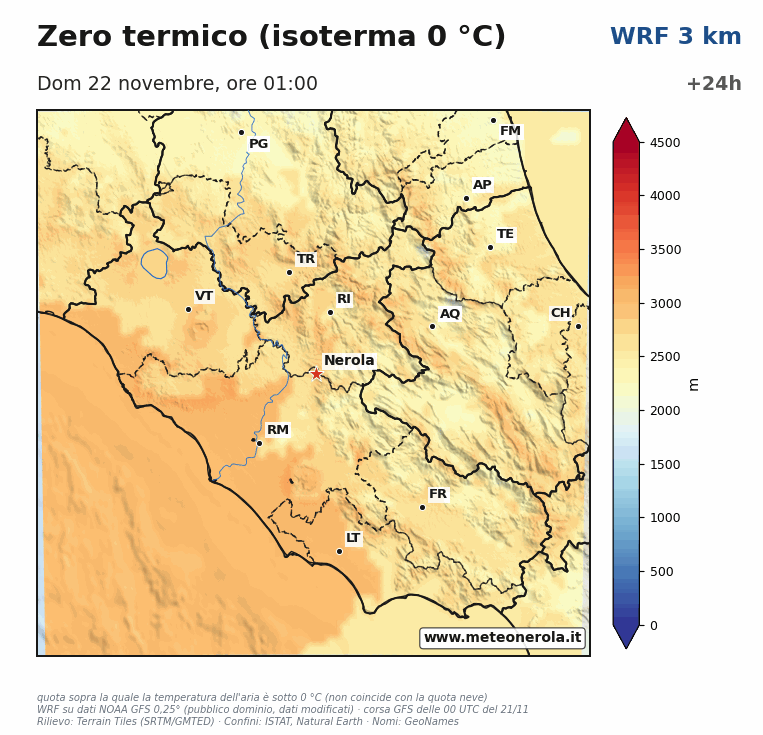 Zero termico (isoterma 0 °C)
WRF 3 km
Dom 22 novembre, ore 01:00
+24h
FM
PG
AP
TE
TR
VT
RI
AQ
CH
Nerola
RM
FR
LT
www.meteonerola.it
4500
4000
3500
3000
2500
2000
1500
1000
500
0
m
quota sopra la quale la temperatura dell'aria è sotto 0 °C (non coincide con la quota neve)
WRF su dati NOAA GFS 0,25° (pubblico dominio, dati modificati) · corsa GFS delle 00 UTC del 21/11
Rilievo: Terrain Tiles (SRTM/GMTED) · Confini: ISTAT, Natural Earth · Nomi: GeoNames